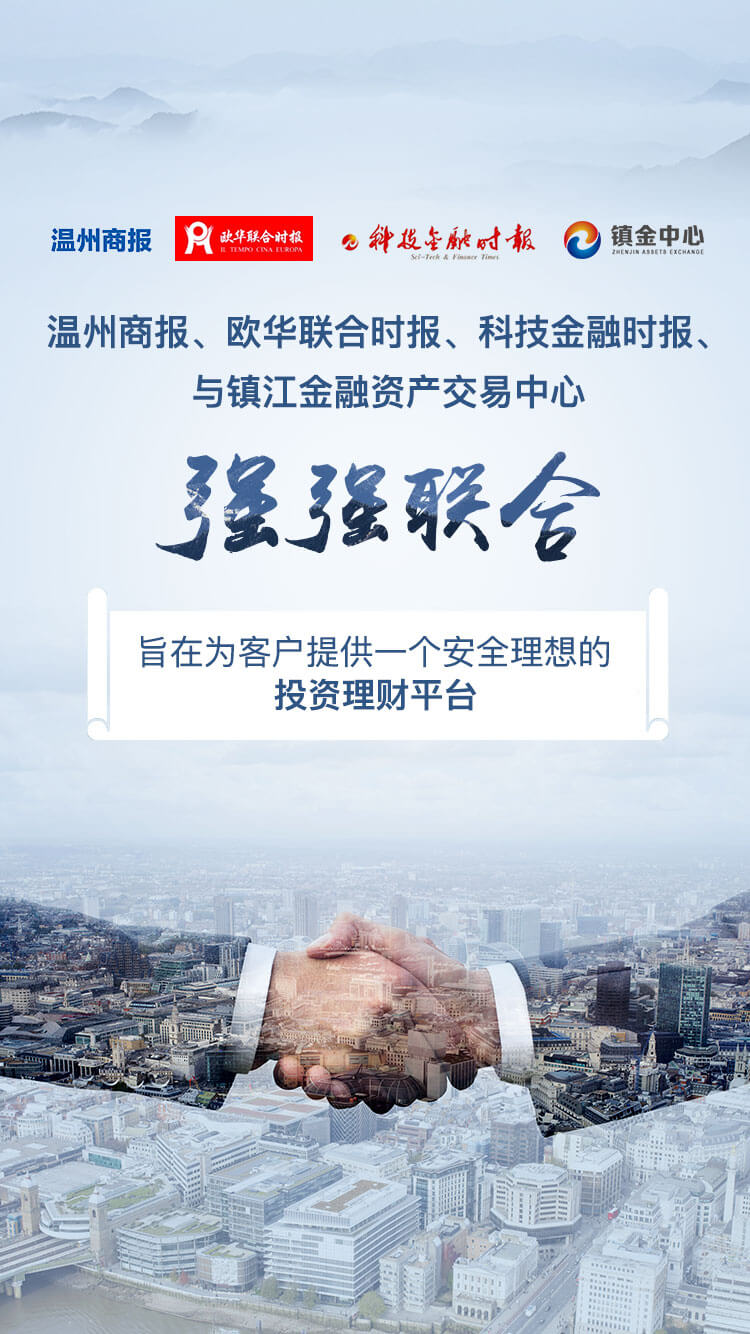 温州商报
欧华联合时报
IL TEMPO CINA EUROPA
科技金融时报
Sci-Tech & Finance Times
镇金中心
ZHENJIN ASSETS EXCHANGE
温州商报、欧华联合时报、科技金融时报、
与镇江金融资产交易中心
强强联合
旨在为客户提供一个安全理想的
投资理财平台